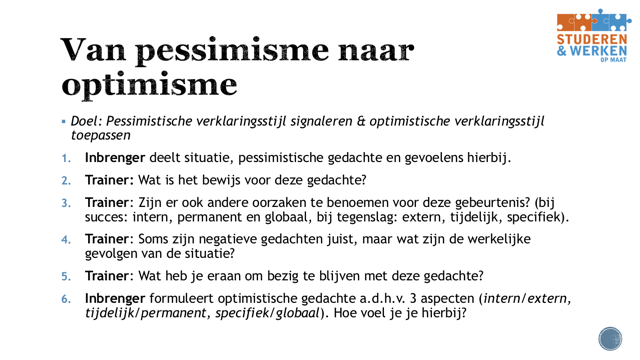 STUDEREN
& WERKEN
OP MAAT
Van pessimisme naar
optimisme
▪ Doel: Pessimistische verklaringsstijl signaleren & optimistische verklaringsstijl
toepassen
1. Inbrenger deelt situatie, pessimistische gedachte en gevoelens hierbij.
2. Trainer: Wat is het bewijs voor deze gedachte?
3. Trainer: Zijn er ook andere oorzaken te benoemen voor deze gebeurtenis? (bij
succes: intern, permanent en globaal, bij tegenslag: extern, tijdelijk, specifiek).
4. Trainer: Soms zijn negatieve gedachten juist, maar wat zijn de werkelijke
gevolgen van de situatie?
5. Trainer: Wat heb je eraan om bezig te blijven met deze gedachte?
6. Inbrenger formuleert optimistische gedachte a.d.h.v. 3 aspecten (intern/extern,
tijdelijk/permanent, specifiek/globaal). Hoe voel je je hierbij?